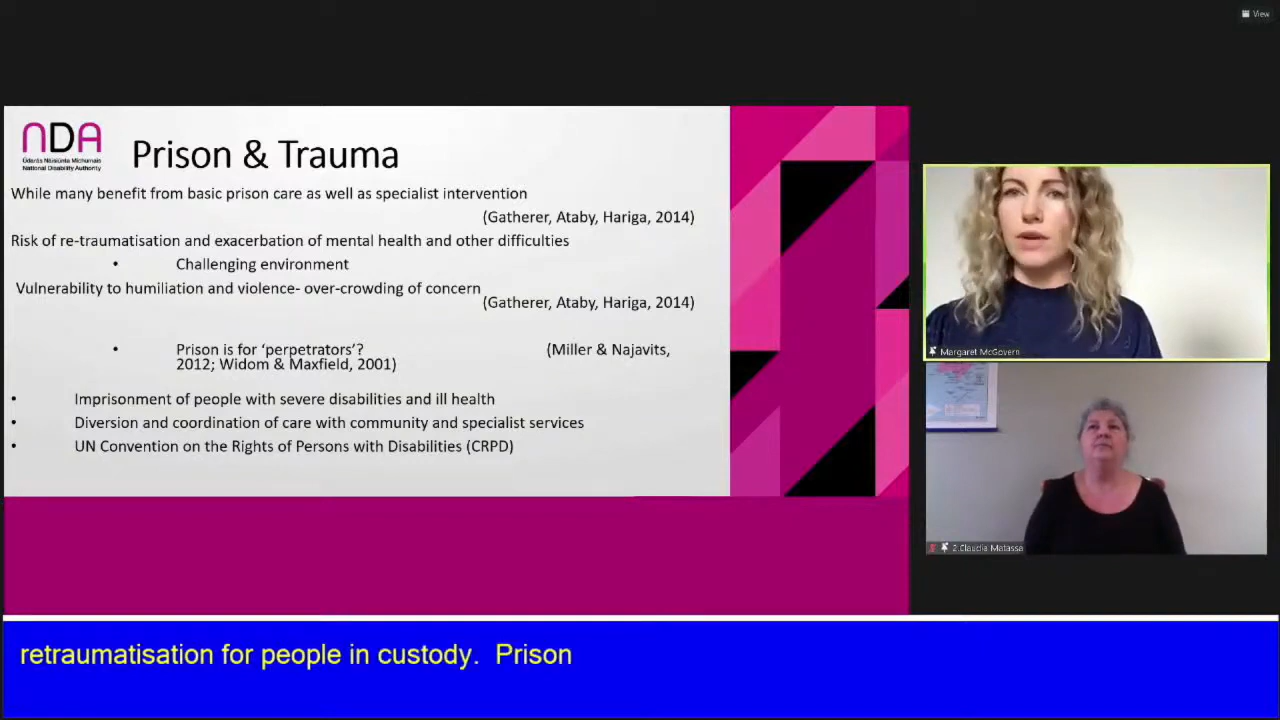 View
NDA
Údarás Náisiúnta Míchumais
National Disability Authority
Prison & Trauma
While many benefit from basic prison care as well as specialist intervention
(Gatherer, Ataby, Hariga, 2014)
Risk of re-traumatisation and exacerbation of mental health and other difficulties
• Challenging environment
Vulnerability to humiliation and violence- over-crowding of concern
(Gatherer, Ataby, Hariga, 2014)
• Prison is for ‘perpetrators’? (Miller & Najavits,
2012; Widom & Maxfield, 2001)
• Imprisonment of people with severe disabilities and ill health
• Diversion and coordination of care with community and specialist services
• UN Convention on the Rights of Persons with Disabilities (CRPD)
Margaret McGovern
2.Claudia Matassa
retraumatisation for people in custody.  Prison